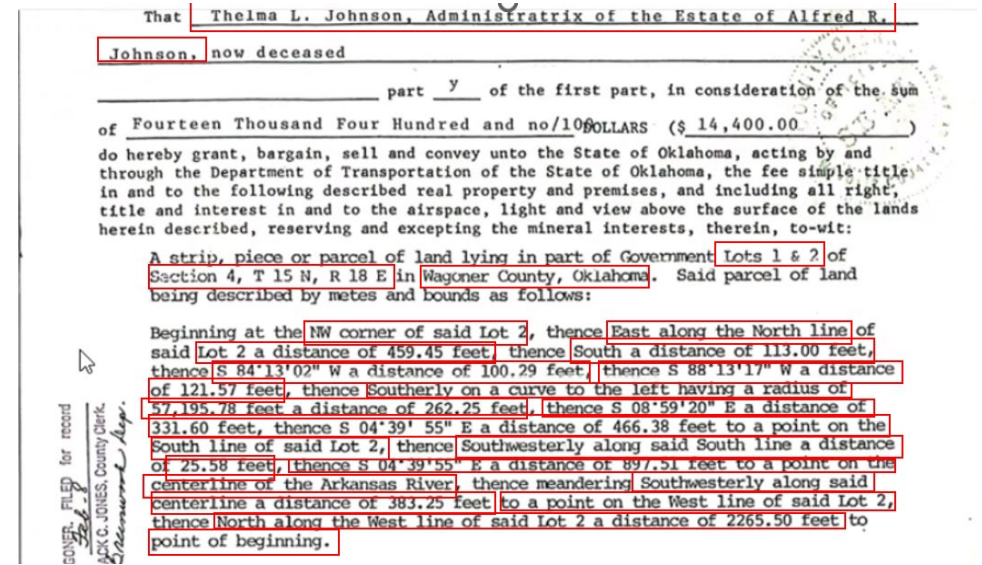 That Thelma L. Johnson, Administratrix of the Estate of Alfred R.
Johnson, now deceased
part y of the first part, in consideration of the sum
of Fourteen Thousand Four Hundred and no/100 DOLLARS ($ 14,400.00 )
do hereby grant, bargain, sell and convey unto the State of Oklahoma, acting by and
through the Department of Transportation of the State of Oklahoma, the fee simple title
in and to the following described real property and premises, and including all right,
title and interest in and to the airspace, light and view above the surface of the lands
herein described, reserving and excepting the mineral interests, therein, to-wit:
A strip, piece or parcel of land lying in part of Government Lots 1 & 2 of
Section 4, T 15 N, R 18 E in Wagoner County, Oklahoma. Said parcel of land
being described by metes and bounds as follows:
Beginning at the NW corner of said Lot 2, thence East along the North line of
said Lot 2 a distance of 459.45 feet, thence South a distance of 113.00 feet,
thence S 84°13'02" W a distance of 100.29 feet, thence S 88°13'17" W a distance
of 121.57 feet, thence Southerly on a curve to the left having a radius of
57,195.78 feet a distance of 262.25 feet, thence S 08°59'20" E a distance of
331.60 feet, thence S 04°39' 55" E a distance of 466.38 feet to a point on the
South line of said Lot 2, thence Southwesterly along said South line a distance
of 25.58 feet, thence S 04°39'55" E a distance of 897.51 feet to a point on the
centerline of the Arkansas River, thence meandering Southwesterly along said
centerline a distance of 383.25 feet to a point on the West line of said Lot 2,
thence North along the West line of said Lot 2 a distance of 2265.50 feet to
point of beginning.
GONER FILED for record
Feb. 8
ACK C. JONES, County Clerk.
Dep.